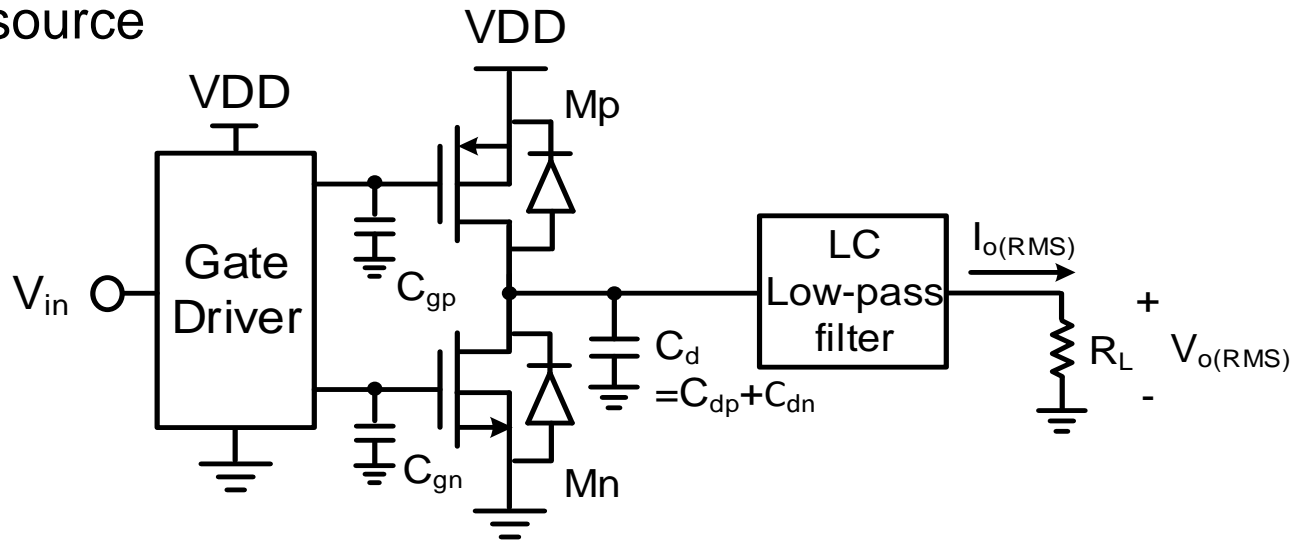 source
VDD
VDD
Mp
Gate
Driver
V_in
C_gp
C_gn
Mn
C_d
=C_dp+C_dn
LC
Low-pass
filter
I_o(RMS)
R_L
+
V_o(RMS)
-